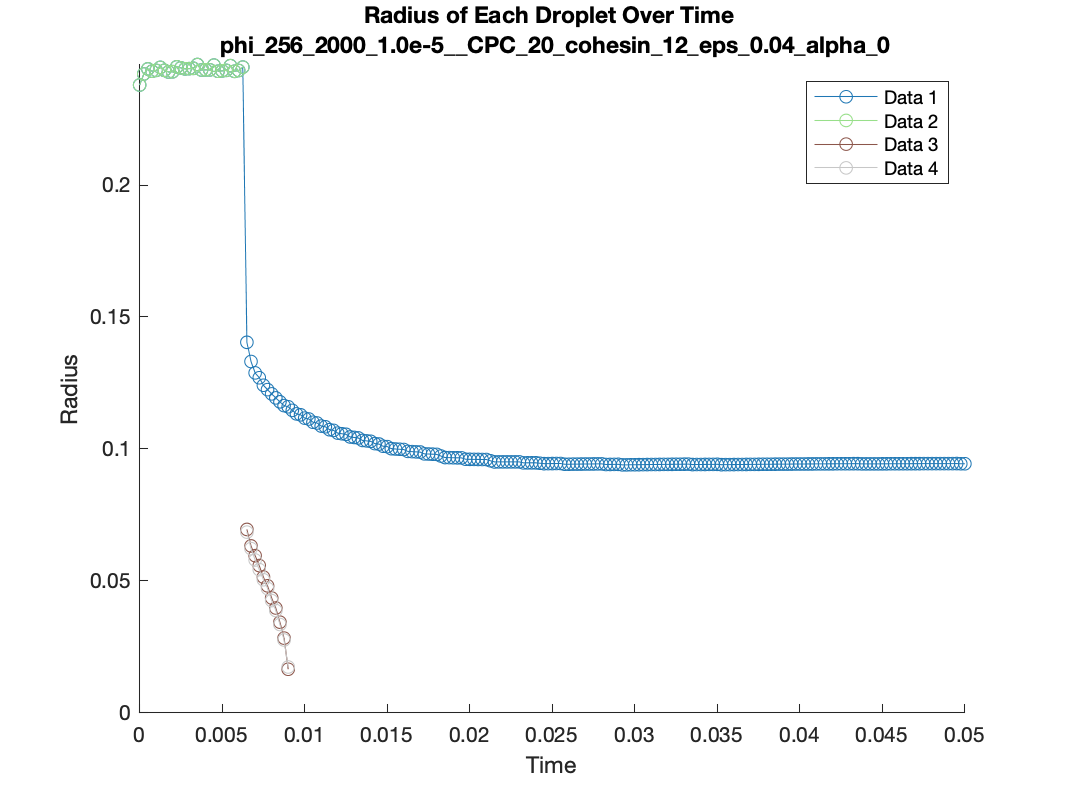 Radius of Each Droplet Over Time
phi_256_2000_1.0e-5__CPC_20_cohesin_12_eps_0.04_alpha_0
Data 1
Data 2
Data 3
Data 4
0.2
0.15
0.1
0.05
0
Radius
0 0.005 0.01 0.015 0.02 0.025 0.03 0.035 0.04 0.045 0.05
Time